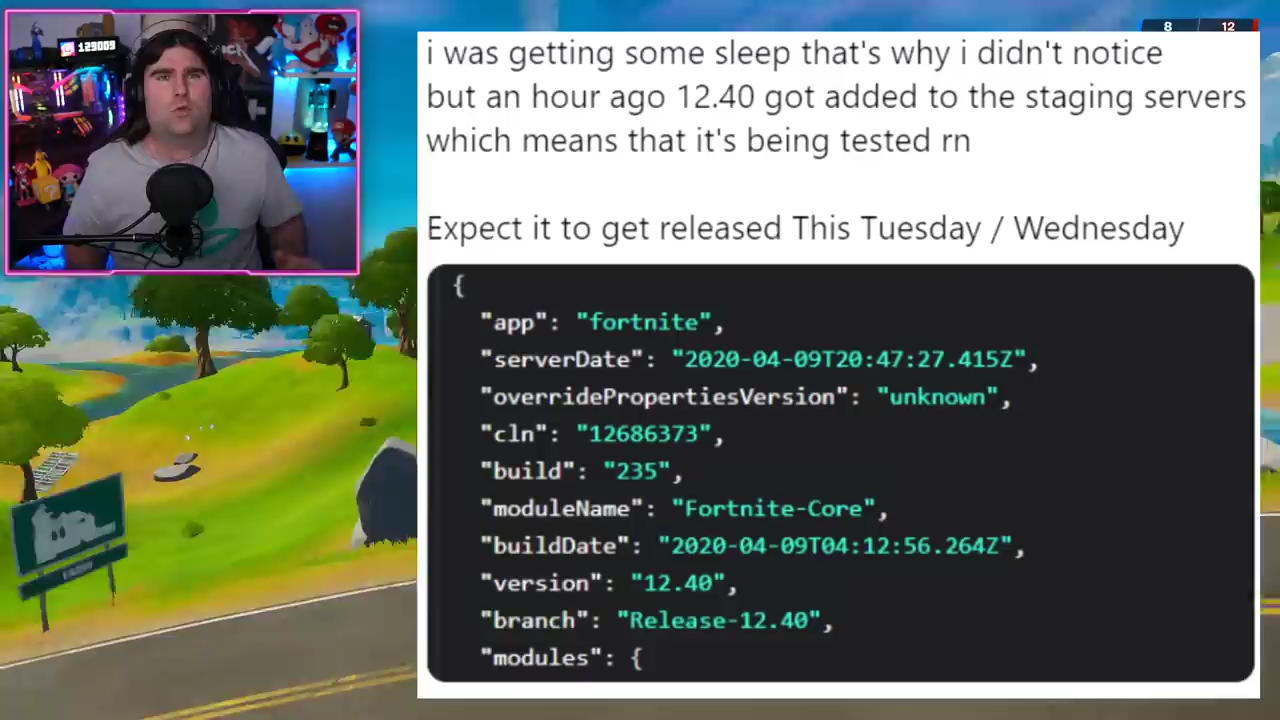 129009
8 12
i was getting some sleep that's why i didn't notice
but an hour ago 12.40 got added to the staging servers
which means that it's being tested rn
Expect it to get released This Tuesday / Wednesday
{
"app": "fortnite",
"serverDate": "2020-04-09T20:47:27.415Z",
"overridePropertiesVersion": "unknown",
"cln": "12686373",
"build": "235",
"moduleName": "Fortnite-Core",
"buildDate": "2020-04-09T04:12:56.264Z",
"version": "12.40",
"branch": "Release-12.40",
"modules": {